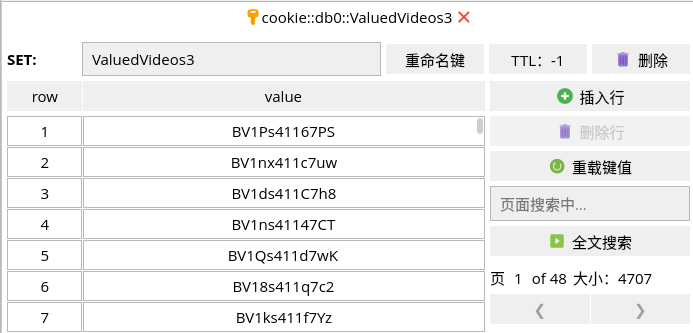 cookie::db0::ValuedVideos3
SET: ValuedVideos3 重命名键 TTL: -1 删除
row value 插入行
1 BV1Ps41167PS 删除行
2 BV1nx411c7uw 重载键值
3 BV1ds411C7h8
4 BV1ns41147CT 页面搜索中...
5 BV1Qs411d7wK 全文搜索
6 BV18s411q7c2 页 1 of 48 大小: 4707
7 BV1ks411f7Yz